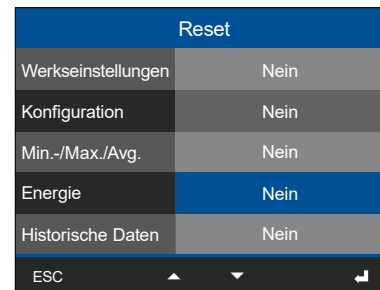 Reset
Werkseinstellungen Nein
Konfiguration Nein
Min.-/Max./Avg. Nein
Energie Nein
Historische Daten Nein
ESC